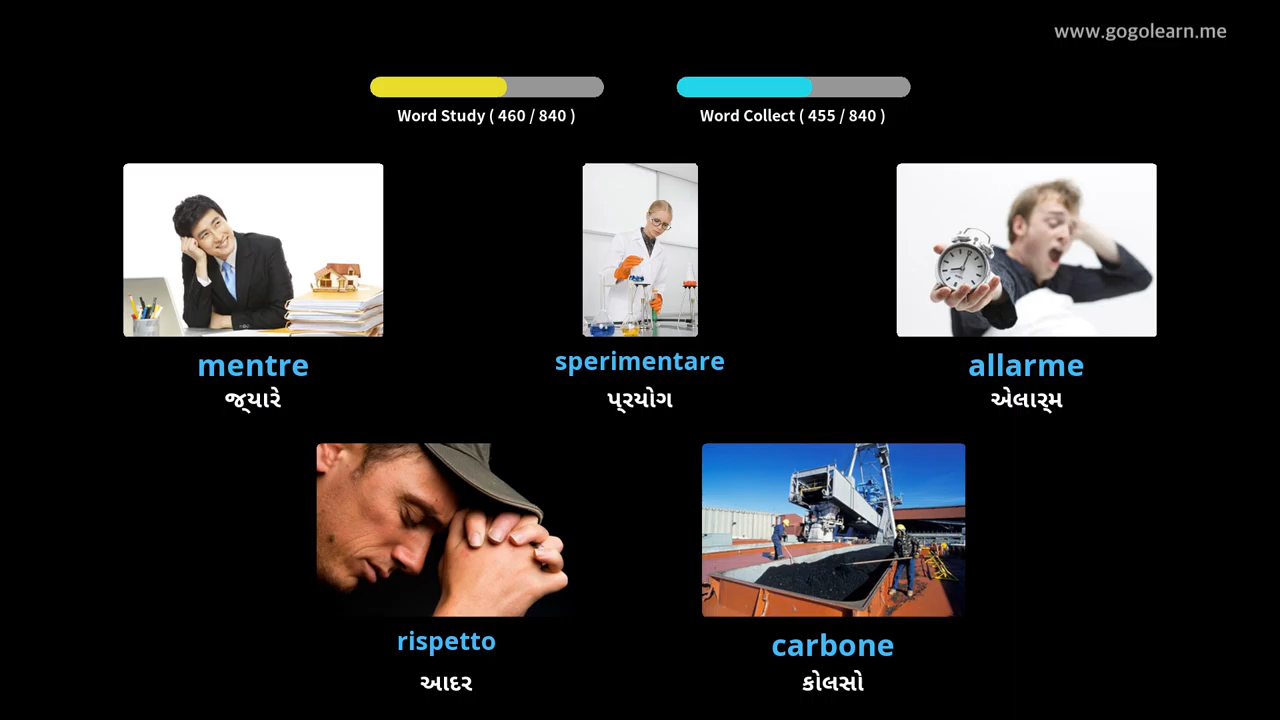 www.gogolearn.me
Word Study ( 460 / 840 )
Word Collect ( 455 / 840 )
mentre
જ્યારે
sperimentare
પ્રયોગ
allarme
એલાર્મ
rispetto
આદર
carbone
કોલસો